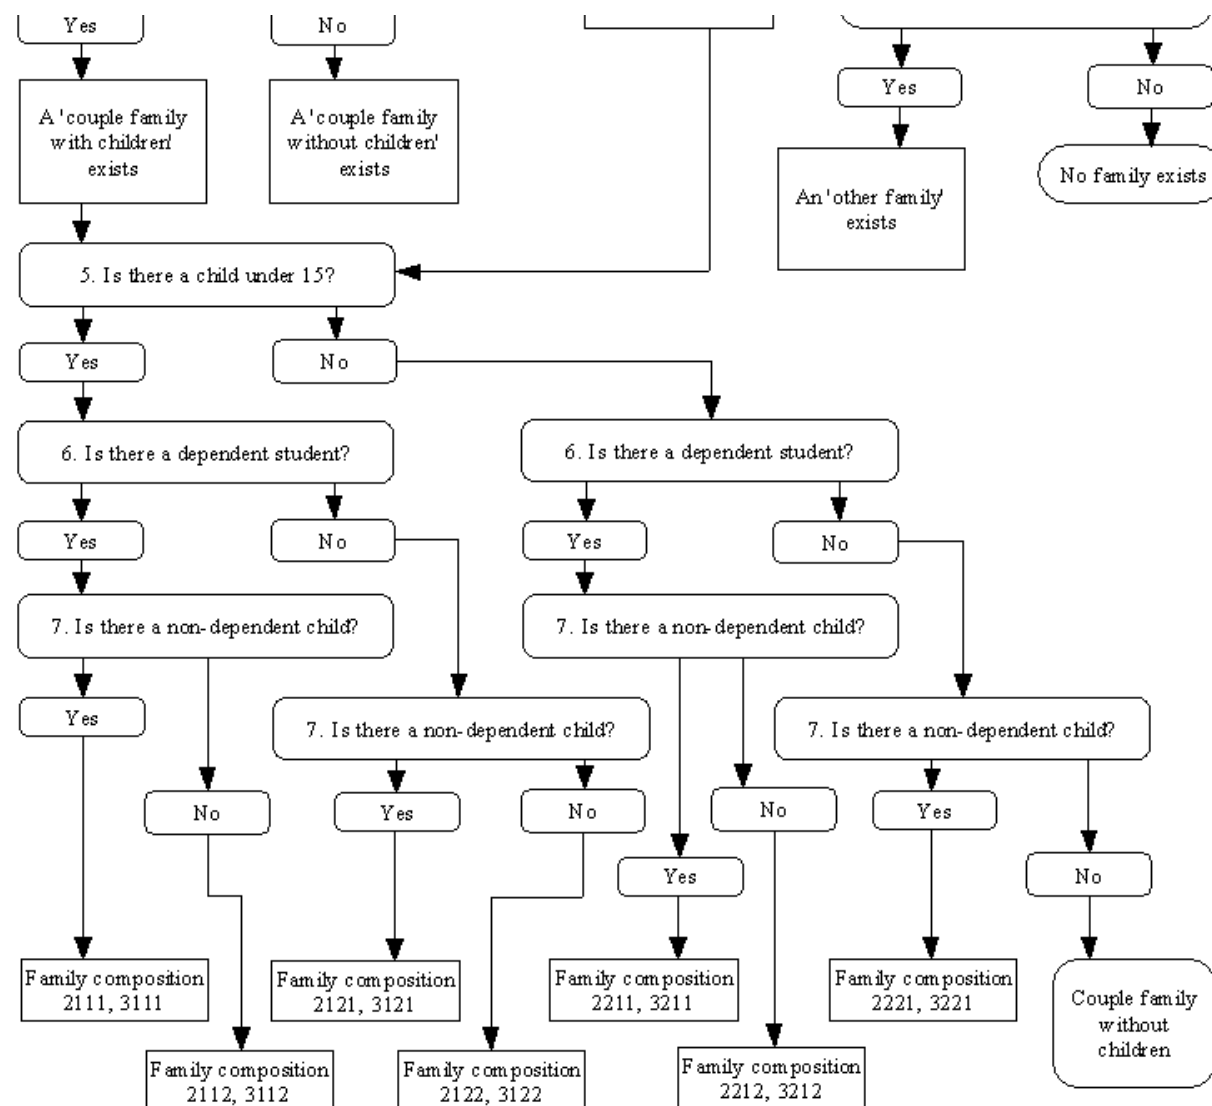 Yes
No
Yes
No
A 'couple family
with children'
exists
A 'couple family
without children'
exists
An 'other family'
exists
No family exists
5. Is there a child under 15?
Yes
No
6. Is there a dependent student?
6. Is there a dependent student?
Yes
No
Yes
No
7. Is there a non-dependent child?
7. Is there a non-dependent child?
Yes
7. Is there a non-dependent child?
7. Is there a non-dependent child?
No
Yes
No
No
Yes
Yes
No
Family composition
2111, 3111
Family composition
2121, 3121
Family composition
2211, 3211
Family composition
2221, 3221
Couple family
without
children
Family composition
2112, 3112
Family composition
2122, 3122
Family composition
2212, 3212